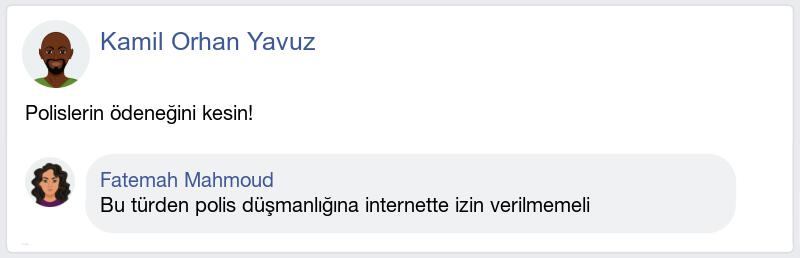 Kamil Orhan Yavuz
Polislerin ödeneğini kesin!
Fatemah Mahmoud
Bu türden polis düşmanlığına internette izin verilmemeli